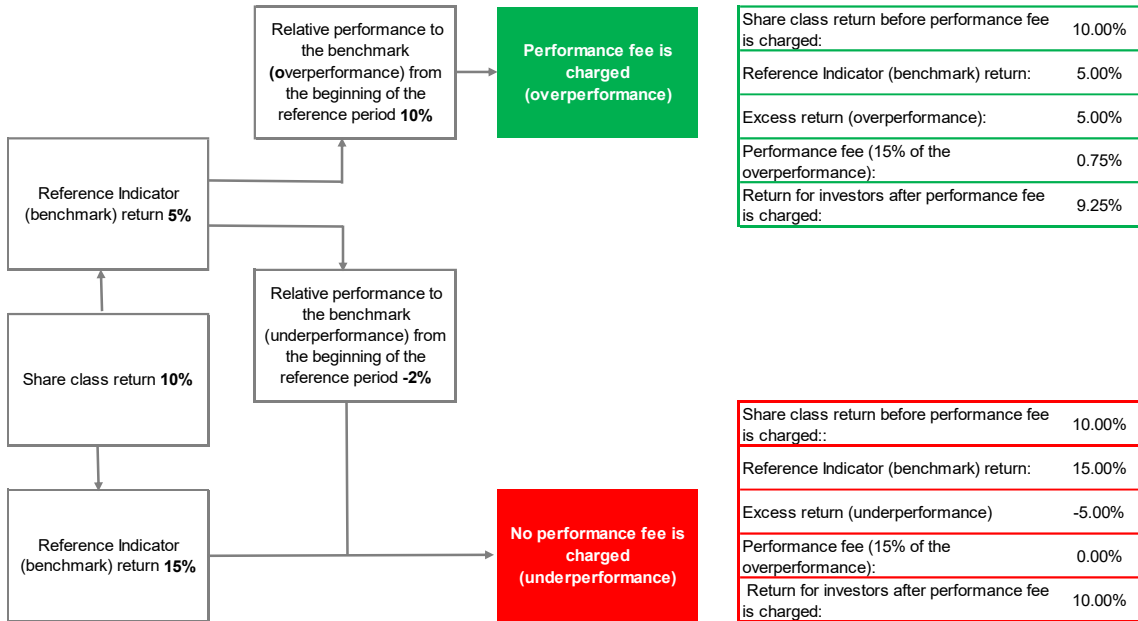 Relative performance to
the benchmark
(overperformance) from
the beginning of the
reference period 10%
Performance fee is
charged
(overperformance)
Reference Indicator
(benchmark) return 5%
Relative performance to
the benchmark
(underperformance) from
the beginning of the
reference period -2%
Share class return 10%
Reference Indicator
(benchmark) return 15%
No performance fee is
charged
(underperformance)
Share class return before performance fee
is charged:
10.00%
Reference Indicator (benchmark) return:
5.00%
Excess return (overperformance):
5.00%
Performance fee (15% of the
overperformance):
0.75%
Return for investors after performance fee
is charged:
9.25%
Share class return before performance fee
is charged::
10.00%
Reference Indicator (benchmark) return:
15.00%
Excess return (underperformance)
-5.00%
Performance fee (15% of the
overperformance):
0.00%
Return for investors after performance fee
is charged:
10.00%